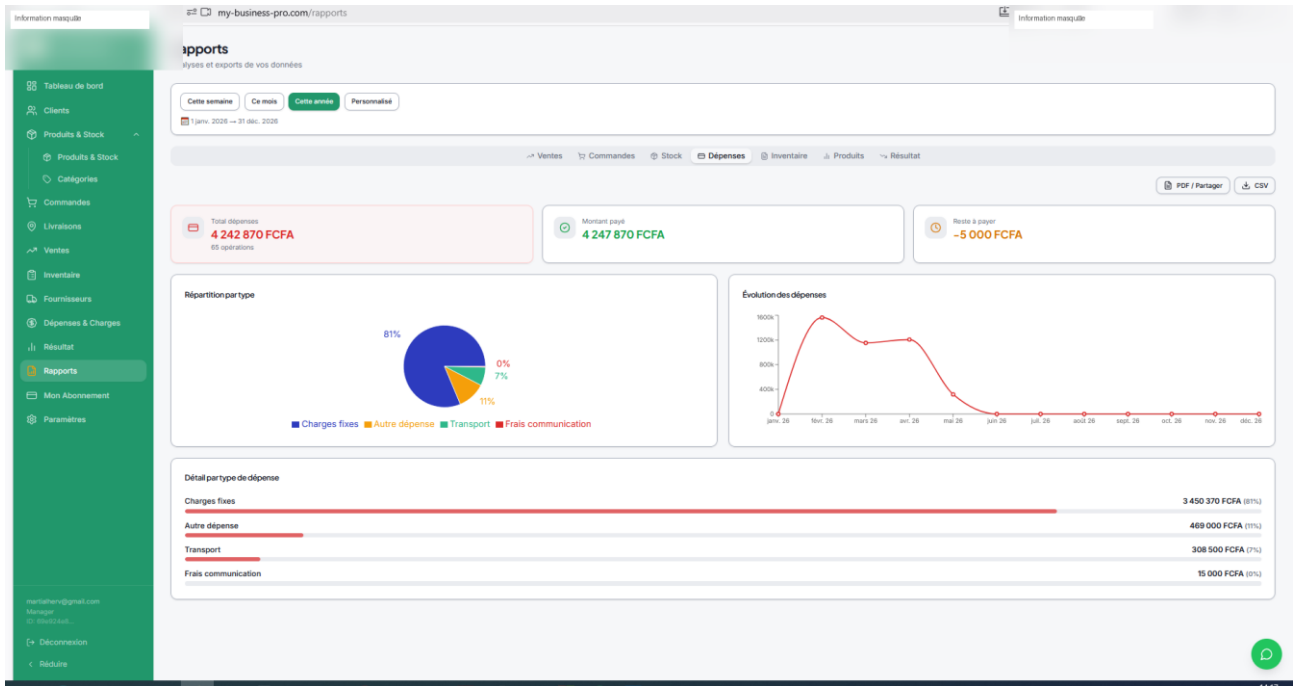 Information masquée
my-business-pro.com/rapports
Information masquée
apports
lyses et exports de vos données
Tableau de bord
Clients
Produits & Stock
Produits & Stock
Catégories
Commandes
Livraisons
Ventes
Inventaire
Fournisseurs
Dépenses & Charges
Résultat
Rapports
Mon Abonnement
Paramètres
Manager
Déconnexion
Réduire
Cette semaine Ce mois Cette année Personnalisé
1 janv. 2026 → 31 déc. 2026
Ventes Commandes Stock Dépenses Inventaire Produits Résultat
PDF / Partager CSV
Total dépenses
4 242 870 FCFA
65 opérations
Montant payé
4 247 870 FCFA
Reste à payer
-5 000 FCFA
Répartition par type
81%
0%
7%
11%
Charges fixes Autre dépense Transport Frais communication
Évolution des dépenses
1600k
1200k
800k
400k
0
janv. 26 févr. 26 mars 26 avr. 26 mai 26 juin 26 juil. 26 août 26 sept. 26 oct. 26 nov. 26 déc. 26
Détail par type de dépense
Charges fixes 3 450 370 FCFA (81%)
Autre dépense 469 000 FCFA (11%)
Transport 308 500 FCFA (7%)
Frais communication 15 000 FCFA (0%)